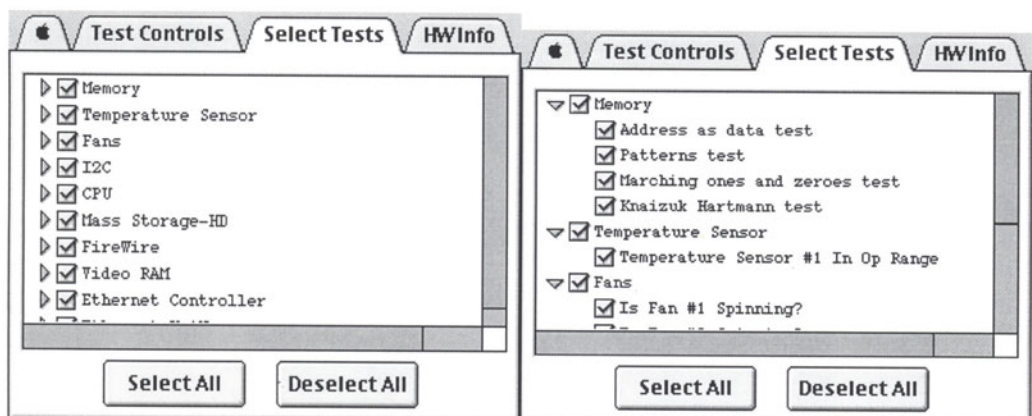 Test Controls
Select Tests
HWInfo
Memory
Temperature Sensor
Fans
I2C
CPU
Mass Storage-HD
FireWire
Video RAM
Ethernet Controller
Select All
Deselect All
Test Controls
Select Tests
HWInfo
Memory
Address as data test
Patterns test
Marching ones and zeroes test
Knaizuk Hartmann test
Temperature Sensor
Temperature Sensor #1 In Op Range
Fans
Is Fan #1 Spinning?
Select All
Deselect All